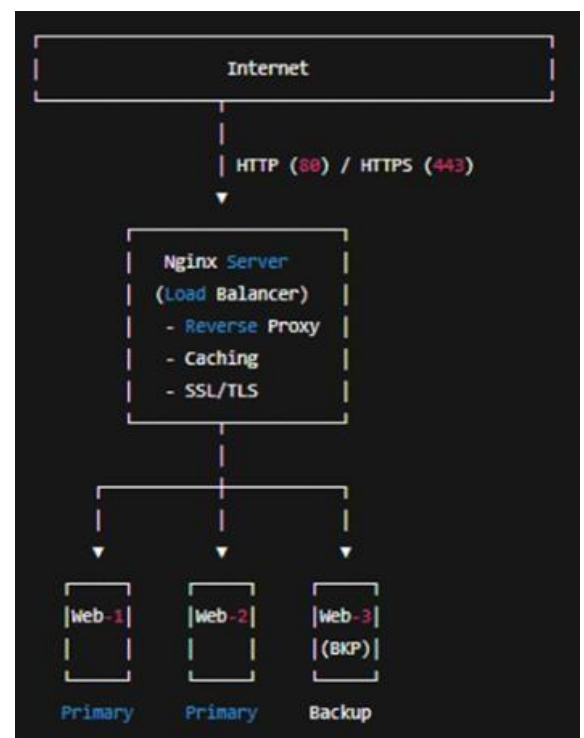 Internet
HTTP (80) / HTTPS (443)
Nginx Server
(Load Balancer)
- Reverse Proxy
- Caching
- SSL/TLS
Web-1 Web-2 Web-3
(BKP)
Primary Primary Backup